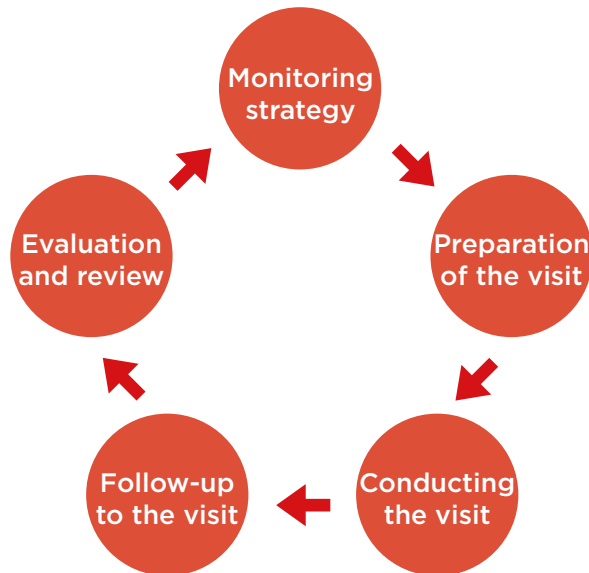 Monitoring
strategy
Preparation
of the visit
Conducting
the visit
Follow-up
to the visit
Evaluation
and review